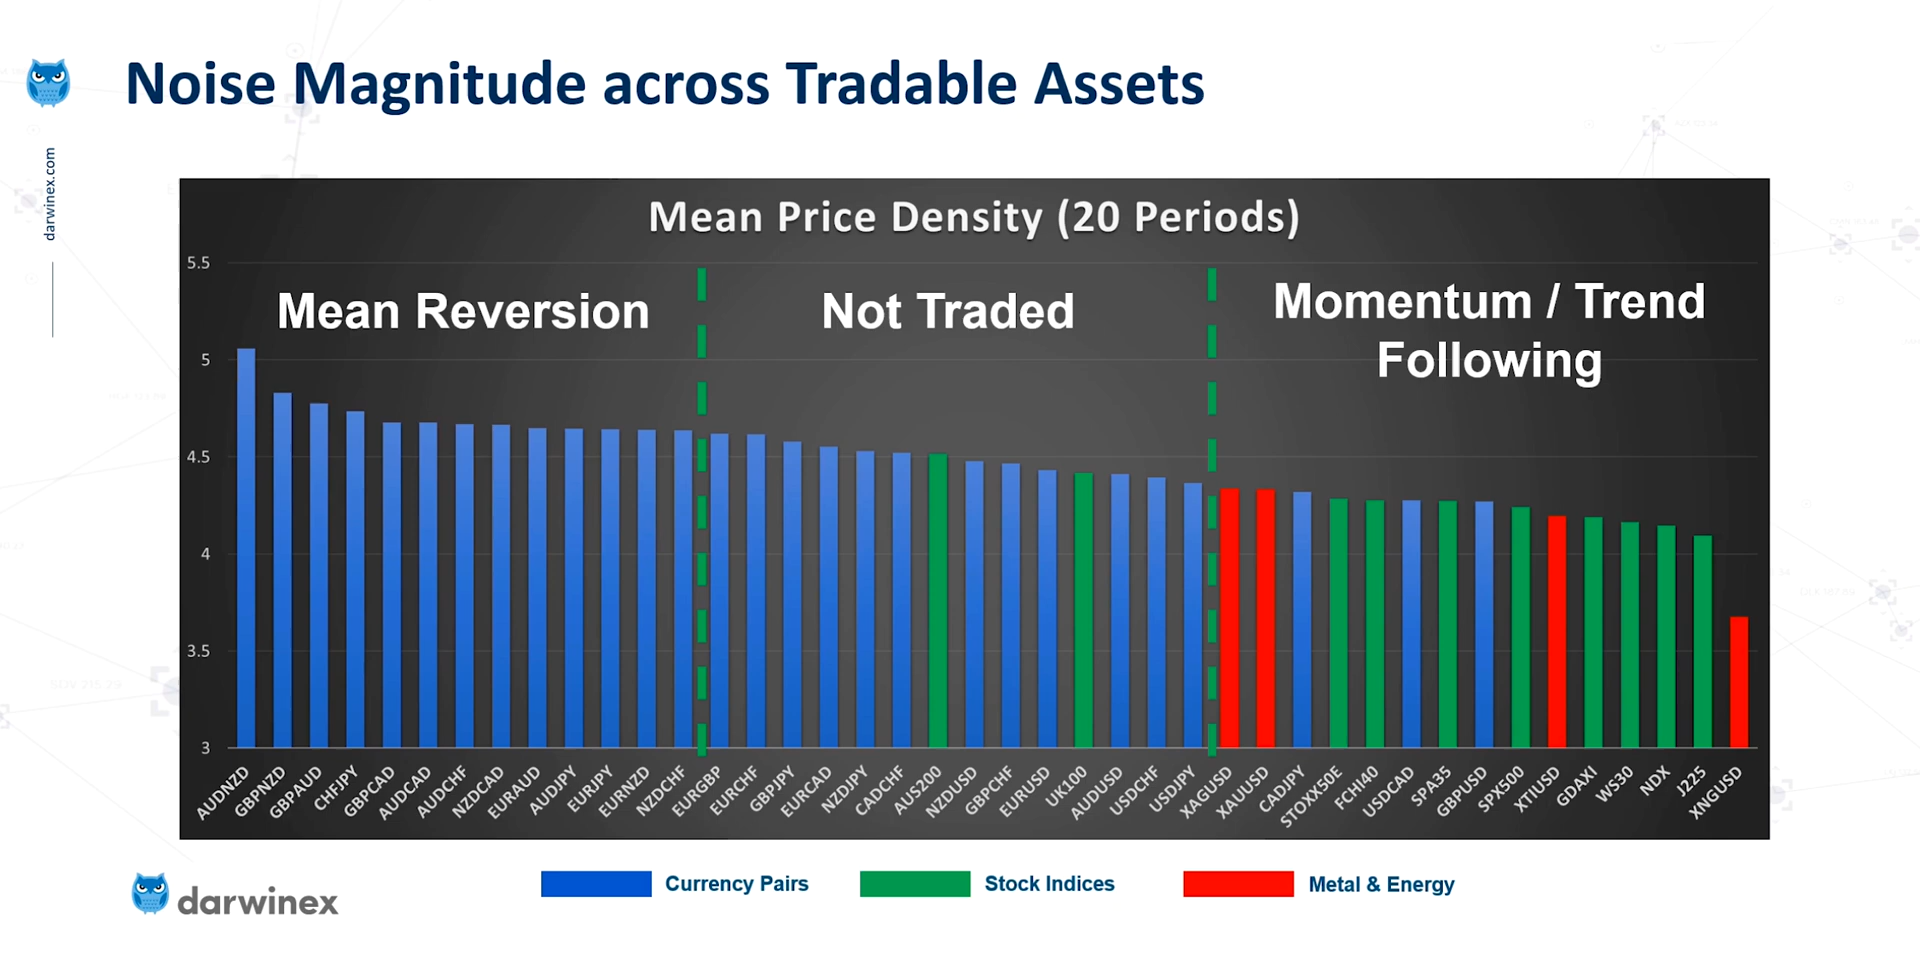 Noise Magnitude across Tradable Assets
darwinex.com
Mean Price Density (20 Periods)
5.5
5
4.5
4
3.5
3
Mean Reversion
Not Traded
Momentum / Trend
Following
AUDNZD
GBPNZD
GBPAUD
CHFJPY
GBPCAD
AUDCAD
AUDCHF
NZDCAD
EURAUD
AUDJPY
EURJPY
EURNZD
NZDCHF
EURGBP
EURCHF
GBPJPY
EURCAD
NZDJPY
CADCHF
AUS200
NZDUSD
GBPCHF
EURUSD
UK100
AUDUSD
USDCHF
USDJPY
XAGUSD
XAUUSD
CADJPY
STOXX50E
FCHI40
USDCAD
SPA35
GBPUSD
SPX500
XTIUSD
GDAXI
WS30
NDX
J225
XNGUSD
darwinex
Currency Pairs
Stock Indices
Metal & Energy